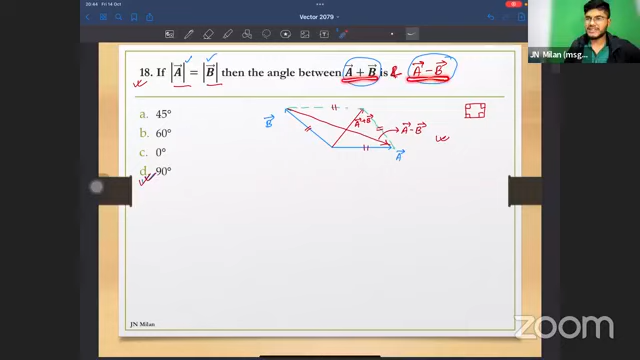 20:44 Fri 14 Oct
Vector 2079
JN Milan (msg...
18. If |A⃗| = |B⃗| then the angle between A⃗ + B⃗ is & A⃗ − B⃗
a. 45°
b. 60°
c. 0°
d. 90°
B⃗
A⃗+B⃗
A⃗−B⃗
A⃗
JN Milan
zoom